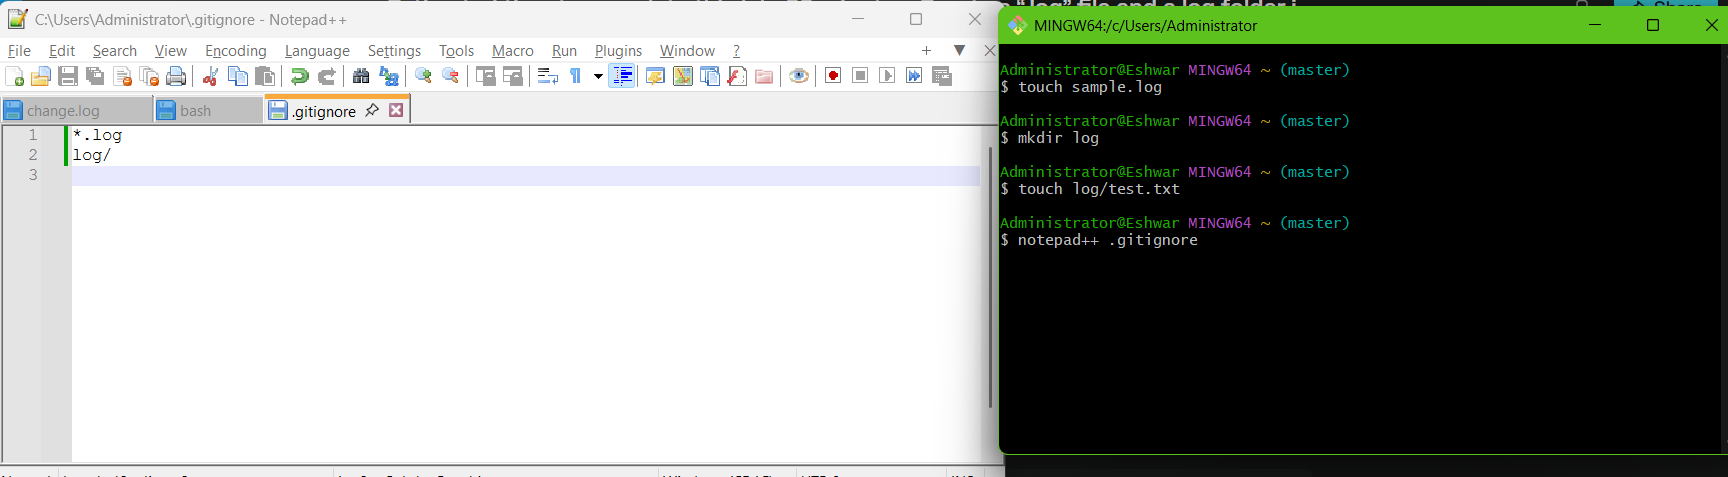 C:\Users\Administrator\.gitignore - Notepad++
File Edit Search View Encoding Language Settings Tools Macro Run Plugins Window ? + ▼ X
change.log bash .gitignore
1 *.log
2 log/
3
MINGW64:/c/Users/Administrator
Administrator@Eshwar MINGW64 ~ (master)
$ touch sample.log
Administrator@Eshwar MINGW64 ~ (master)
$ mkdir log
Administrator@Eshwar MINGW64 ~ (master)
$ touch log/test.txt
Administrator@Eshwar MINGW64 ~ (master)
$ notepad++ .gitignore